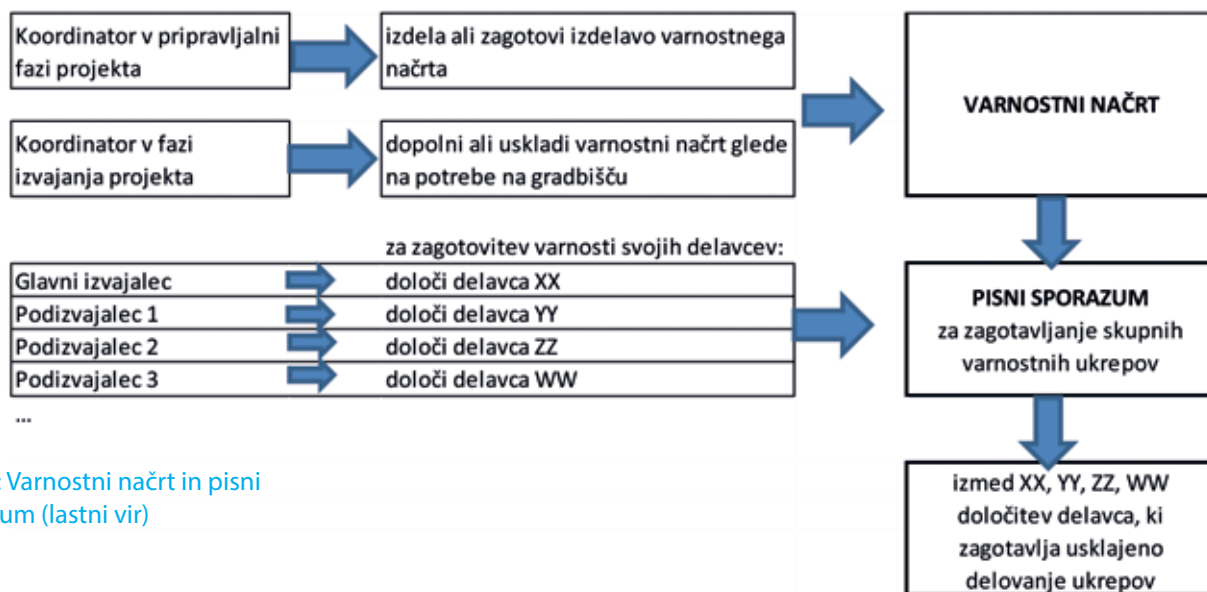 Koordinator v pripravljalni
fazi projekta
izdela ali zagotovi izdelavo varnostnega
načrta
VARNOSTNI NAČRT
Koordinator v fazi
izvajanja projekta
dopolni ali uskladi varnostni načrt glede
na potrebe na gradbišču
za zagotovitev varnosti svojih delavcev:
Glavni izvajalec
določi delavca XX
Podizvajalec 1
določi delavca YY
Podizvajalec 2
določi delavca ZZ
Podizvajalec 3
določi delavca WW
...
PISNI SPORAZUM
za zagotavljanje skupnih
varnostnih ukrepov
izmed XX, YY, ZZ, WW
določitev delavca, ki
zagotavlja usklajeno
delovanje ukrepov
: Varnostni načrt in pisni
um (lastni vir)